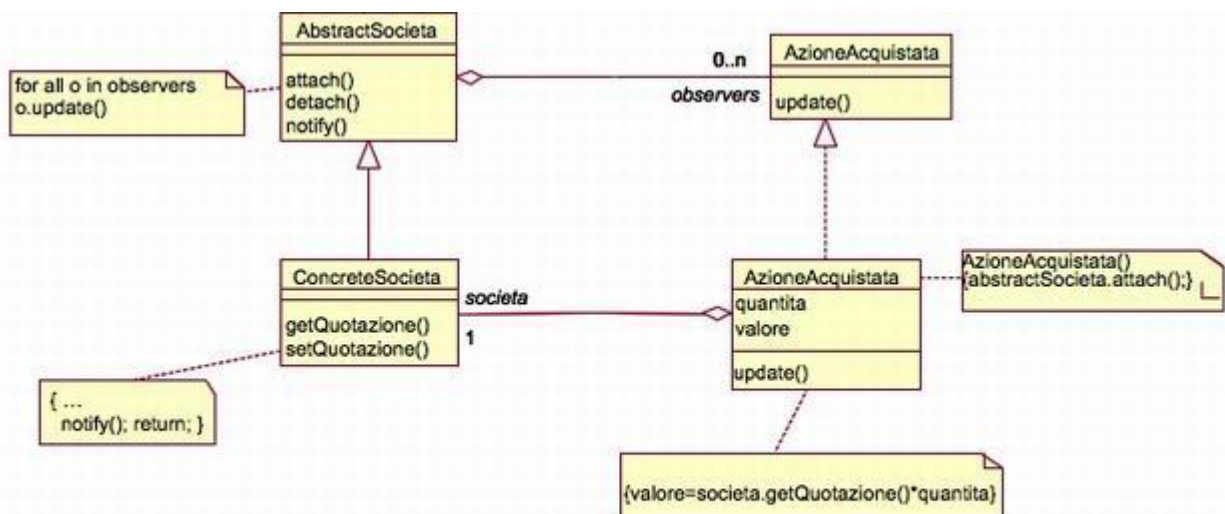 AbstractSocieta
attach()
detach()
notify()
for all o in observers
o.update()
0..n
observers
AzioneAcquistata
update()
ConcreteSocieta
getQuotazione()
setQuotazione()
societa
1
AzioneAcquistata
quantita
valore
update()
AzioneAcquistata()
{abstractSocieta.attach();}
{ ...
notify(); return; }
{valore=societa.getQuotazione()*quantita}